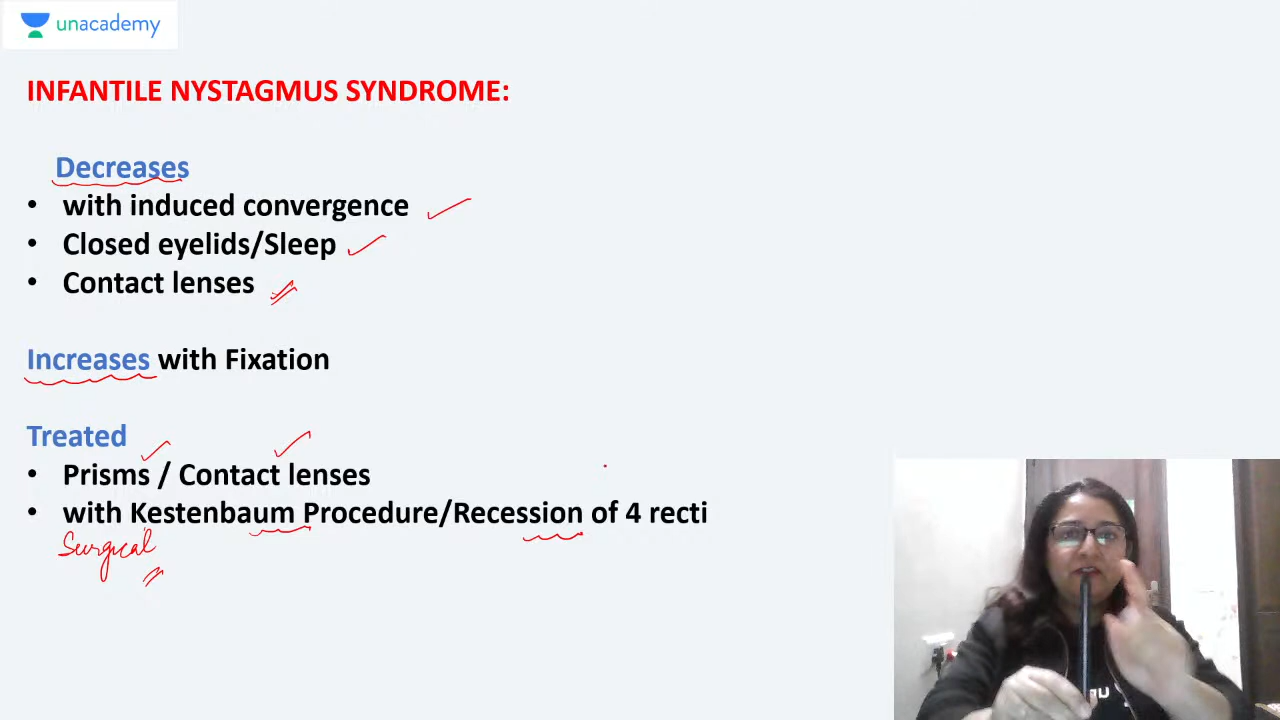 unacademy
INFANTILE NYSTAGMUS SYNDROME:
Decreases
• with induced convergence
• Closed eyelids/Sleep
• Contact lenses
Increases with Fixation
Treated
• Prisms / Contact lenses
• with Kestenbaum Procedure/Recession of 4 recti
Surgical